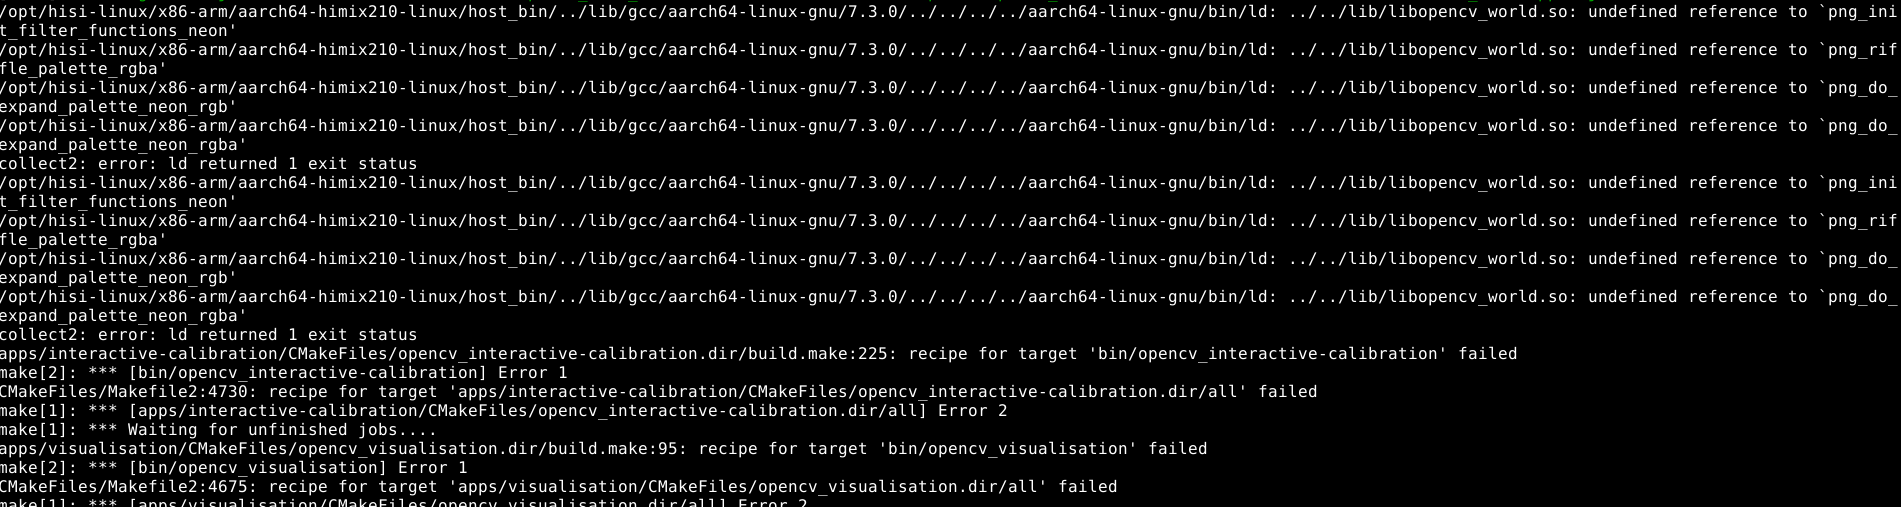 /opt/hisi-linux/x86-arm/aarch64-himix210-linux/host_bin/../lib/gcc/aarch64-linux-gnu/7.3.0/../../../../aarch64-linux-gnu/bin/ld: ../../lib/libopencv_world.so: undefined reference to `png_ini
t_filter_functions_neon'
/opt/hisi-linux/x86-arm/aarch64-himix210-linux/host_bin/../lib/gcc/aarch64-linux-gnu/7.3.0/../../../../aarch64-linux-gnu/bin/ld: ../../lib/libopencv_world.so: undefined reference to `png_rif
fle_palette_rgba'
/opt/hisi-linux/x86-arm/aarch64-himix210-linux/host_bin/../lib/gcc/aarch64-linux-gnu/7.3.0/../../../../aarch64-linux-gnu/bin/ld: ../../lib/libopencv_world.so: undefined reference to `png_do_
expand_palette_neon_rgb'
/opt/hisi-linux/x86-arm/aarch64-himix210-linux/host_bin/../lib/gcc/aarch64-linux-gnu/7.3.0/../../../../aarch64-linux-gnu/bin/ld: ../../lib/libopencv_world.so: undefined reference to `png_do_
expand_palette_neon_rgba'
collect2: error: ld returned 1 exit status
/opt/hisi-linux/x86-arm/aarch64-himix210-linux/host_bin/../lib/gcc/aarch64-linux-gnu/7.3.0/../../../../aarch64-linux-gnu/bin/ld: ../../lib/libopencv_world.so: undefined reference to `png_ini
t_filter_functions_neon'
/opt/hisi-linux/x86-arm/aarch64-himix210-linux/host_bin/../lib/gcc/aarch64-linux-gnu/7.3.0/../../../../aarch64-linux-gnu/bin/ld: ../../lib/libopencv_world.so: undefined reference to `png_rif
fle_palette_rgba'
/opt/hisi-linux/x86-arm/aarch64-himix210-linux/host_bin/../lib/gcc/aarch64-linux-gnu/7.3.0/../../../../aarch64-linux-gnu/bin/ld: ../../lib/libopencv_world.so: undefined reference to `png_do_
expand_palette_neon_rgb'
/opt/hisi-linux/x86-arm/aarch64-himix210-linux/host_bin/../lib/gcc/aarch64-linux-gnu/7.3.0/../../../../aarch64-linux-gnu/bin/ld: ../../lib/libopencv_world.so: undefined reference to `png_do_
expand_palette_neon_rgba'
collect2: error: ld returned 1 exit status
apps/interactive-calibration/CMakeFiles/opencv_interactive-calibration.dir/build.make:225: recipe for target 'bin/opencv_interactive-calibration' failed
make[2]: *** [bin/opencv_interactive-calibration] Error 1
CMakeFiles/Makefile2:4730: recipe for target 'apps/interactive-calibration/CMakeFiles/opencv_interactive-calibration.dir/all' failed
make[1]: *** [apps/interactive-calibration/CMakeFiles/opencv_interactive-calibration.dir/all] Error 2
make[1]: *** Waiting for unfinished jobs....
apps/visualisation/CMakeFiles/opencv_visualisation.dir/build.make:95: recipe for target 'bin/opencv_visualisation' failed
make[2]: *** [bin/opencv_visualisation] Error 1
CMakeFiles/Makefile2:4675: recipe for target 'apps/visualisation/CMakeFiles/opencv_visualisation.dir/all' failed
make[1]: *** [apps/visualisation/CMakeFiles/opencv_visualisation.dir/all] Error 2